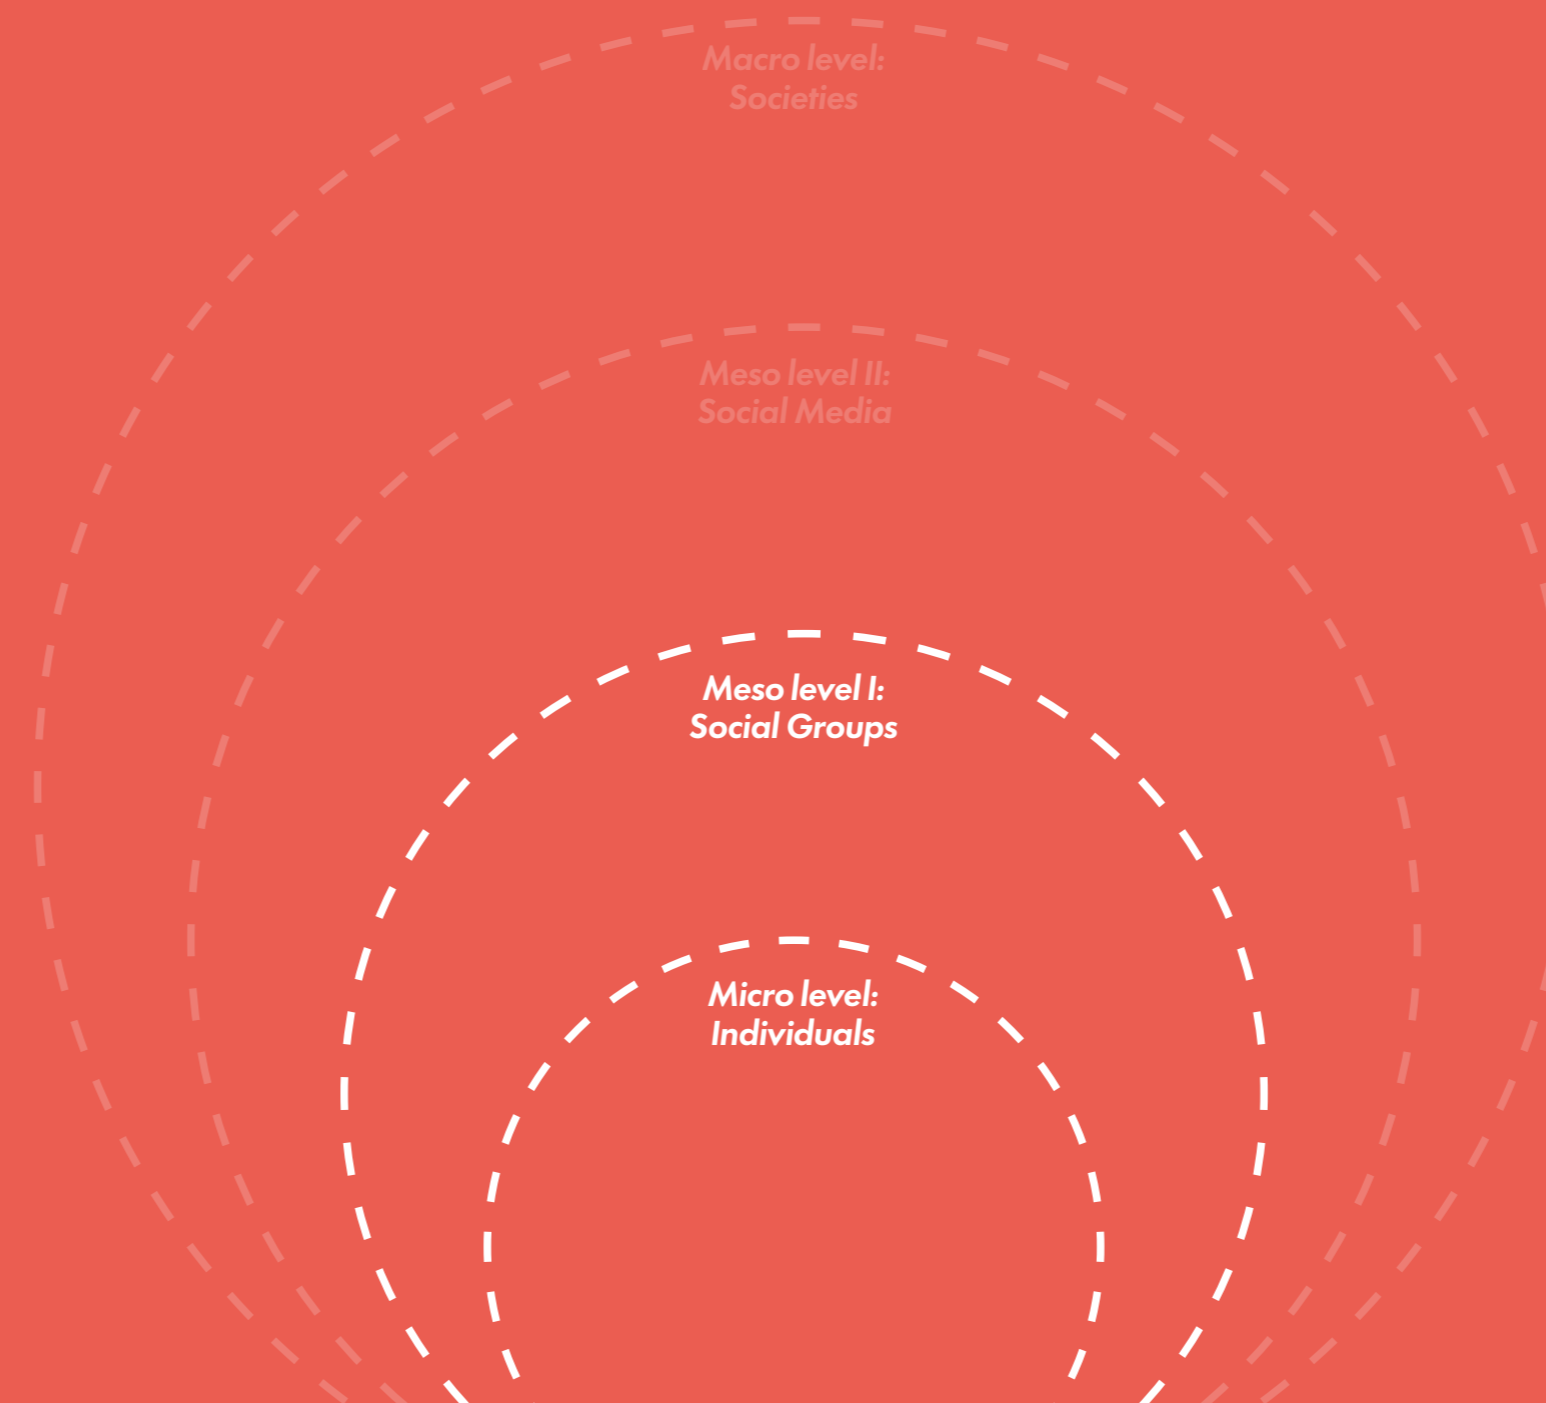 Macro level:
Societies
Meso level II:
Social Media
Meso level I:
Social Groups
Micro level:
Individuals